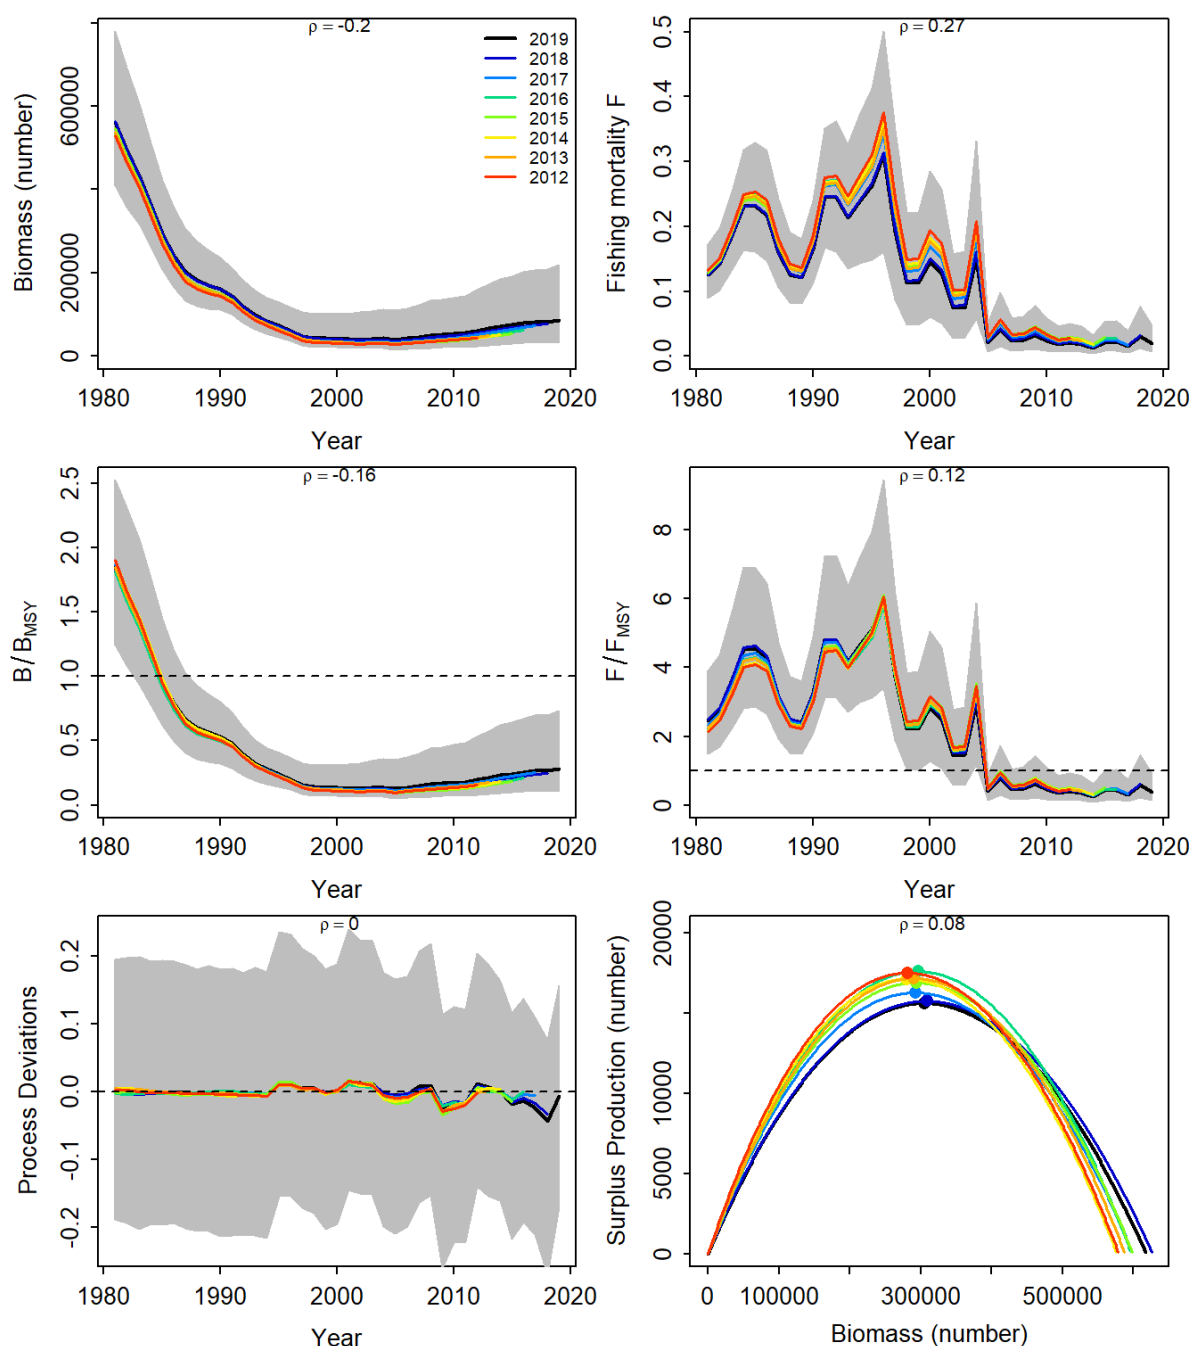 ρ = -0.2
2019
2018
2017
2016
2015
2014
2013
2012
Biomass (number)
0
200000
600000
1980 1990 2000 2010 2020
Year
ρ = 0.27
Fishing mortality F
0.0
0.1
0.2
0.3
0.4
0.5
1980 1990 2000 2010 2020
Year
ρ = -0.16
B / B_MSY
0.0
0.5
1.0
1.5
2.0
2.5
1980 1990 2000 2010 2020
Year
ρ = 0.12
F / F_MSY
0
2
4
6
8
1980 1990 2000 2010 2020
Year
ρ = 0
Process Deviations
-0.2
-0.1
0.0
0.1
0.2
1980 1990 2000 2010 2020
Year
ρ = 0.08
Surplus Production (number)
0
5000
10000
20000
0 100000 300000 500000
Biomass (number)